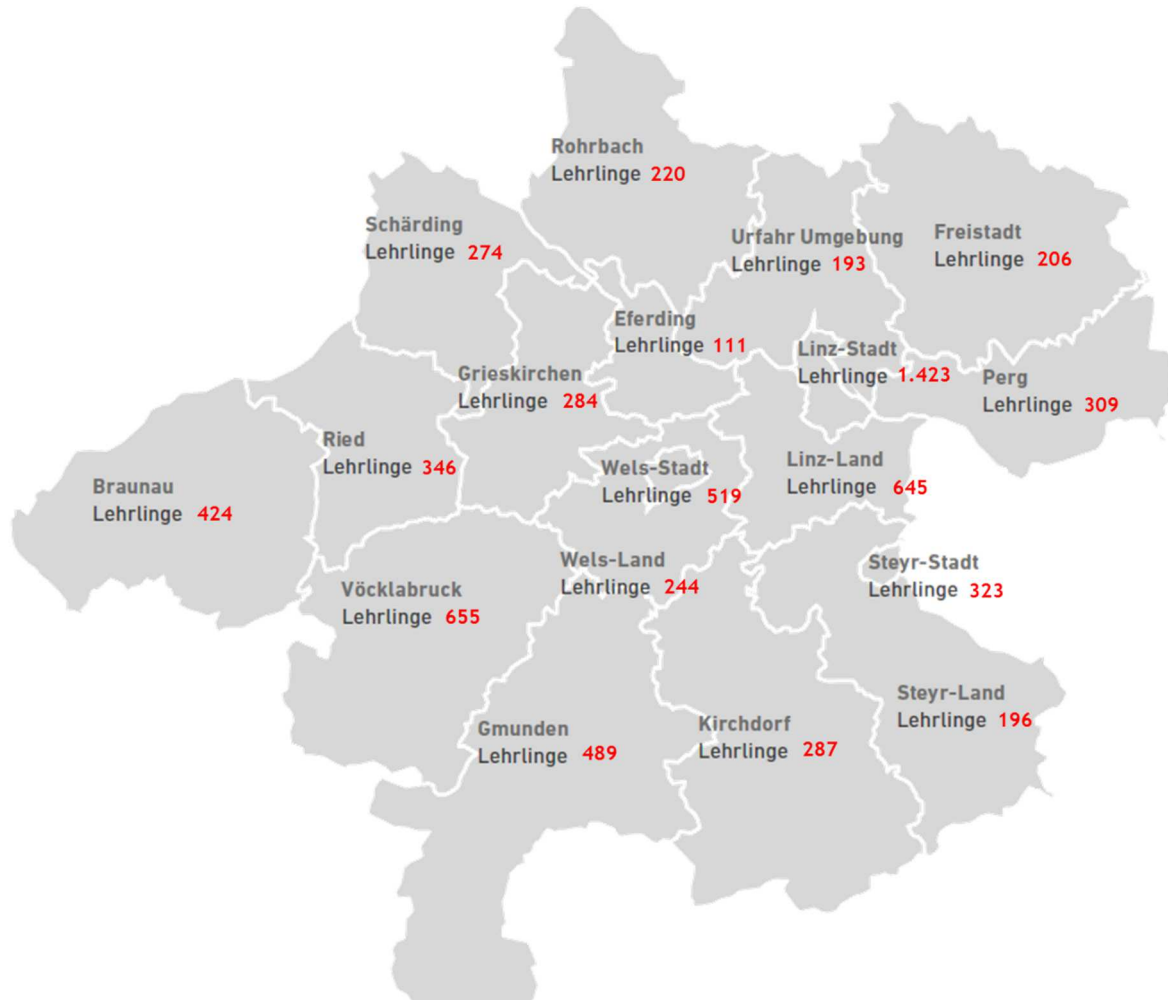 Rohrbach
Lehrlinge 220
Schärding
Lehrlinge 274
Urfahr Umgebung
Lehrlinge 193
Freistadt
Lehrlinge 206
Eferding
Lehrlinge 111
Linz-Stadt
Lehrlinge 1.423
Grieskirchen
Lehrlinge 284
Perg
Lehrlinge 309
Ried
Lehrlinge 346
Wels-Stadt
Lehrlinge 519
Linz-Land
Lehrlinge 645
Braunau
Lehrlinge 424
Wels-Land
Lehrlinge 244
Steyr-Stadt
Lehrlinge 323
Vöcklabruck
Lehrlinge 655
Steyr-Land
Lehrlinge 196
Gmunden
Lehrlinge 489
Kirchdorf
Lehrlinge 287